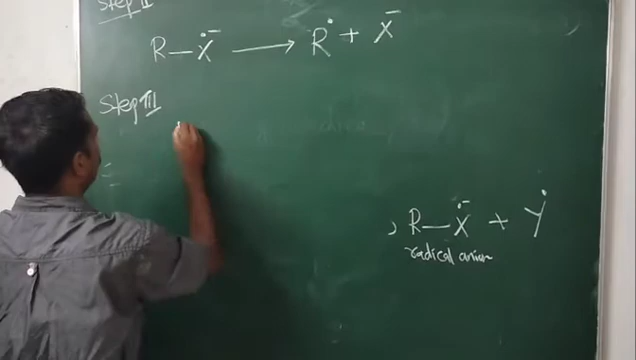 Step II
R—Ẋ⁻ ⟶ Ṙ + X⁻
Step III
R—Ẋ⁻ + Ẏ
radical anion